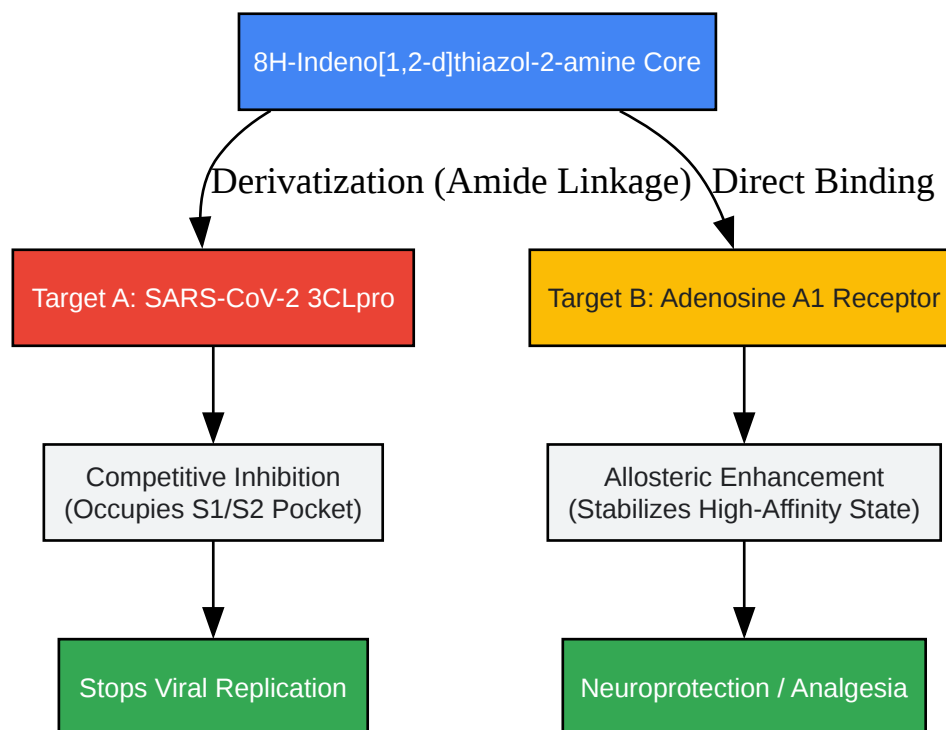 8H-Indeno[1,2-d]thiazol-2-amine Core
Derivatization (Amide Linkage)
Direct Binding
Target A: SARS-CoV-2 3CLpro
Target B: Adenosine A1 Receptor
Competitive Inhibition
(Occupies S1/S2 Pocket)
Allosteric Enhancement
(Stabilizes High-Affinity State)
Stops Viral Replication
Neuroprotection / Analgesia